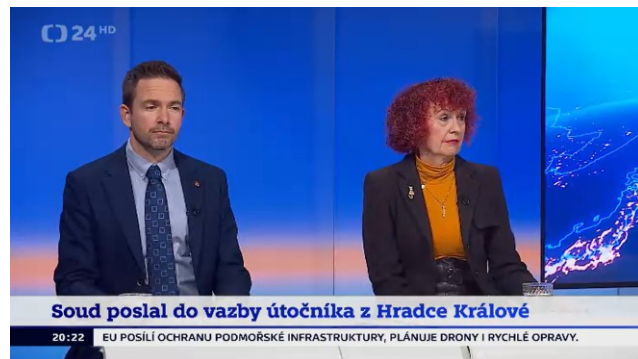 24 HD
Soud poslal do vazby útočníka z Hradce Králové
20:22 EU POSÍLÍ OCHRANU PODMOŘSKÉ INFRASTRUKTURY, PLÁNUJE DRONY I RYCHLÉ OPRAVY.